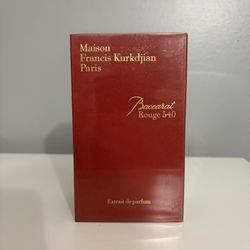 Maison
Francis Kurkdjian
Paris
Baccarat
Rouge 540
Extrait de parfum